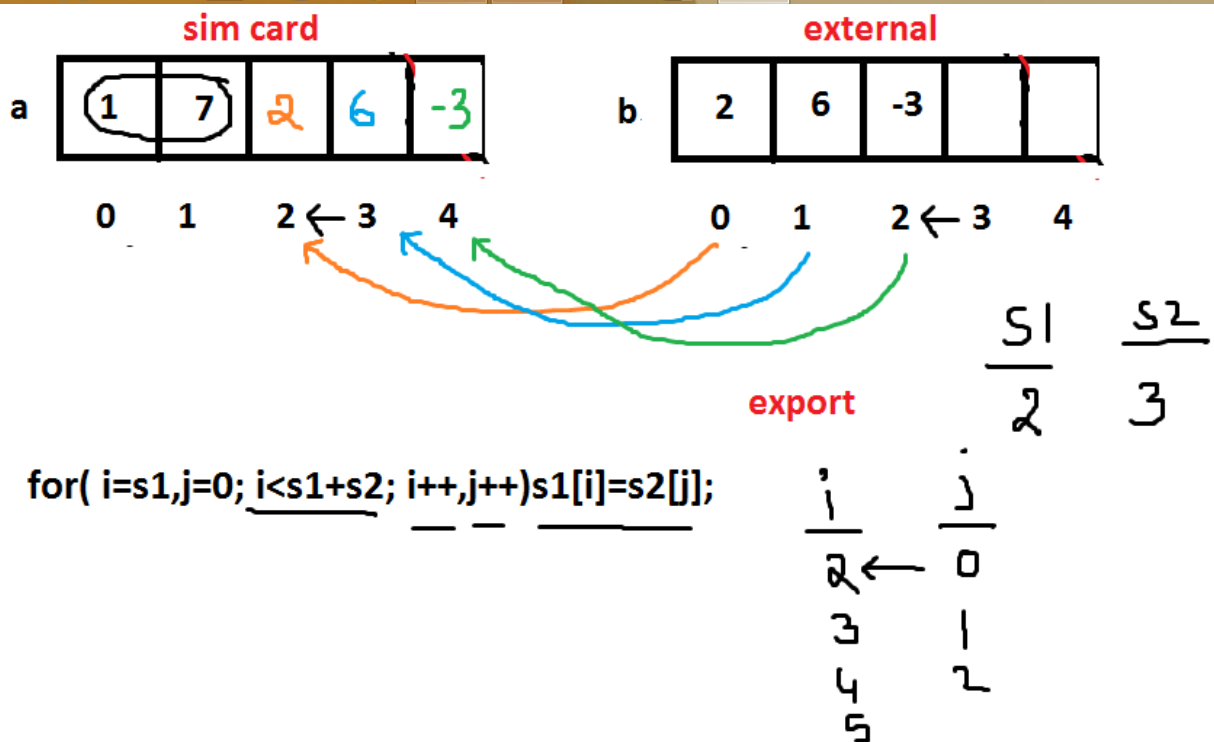 sim card external
a 1 7 2 6 -3 b 2 6 -3
0 1 2 ← 3 4 0 1 2 ← 3 4
S1 S2
2 3
export
for( i=s1,j=0; i<s1+s2; i++,j++)s1[i]=s2[j];
i j
2 ← 0
3 1
4 2
5